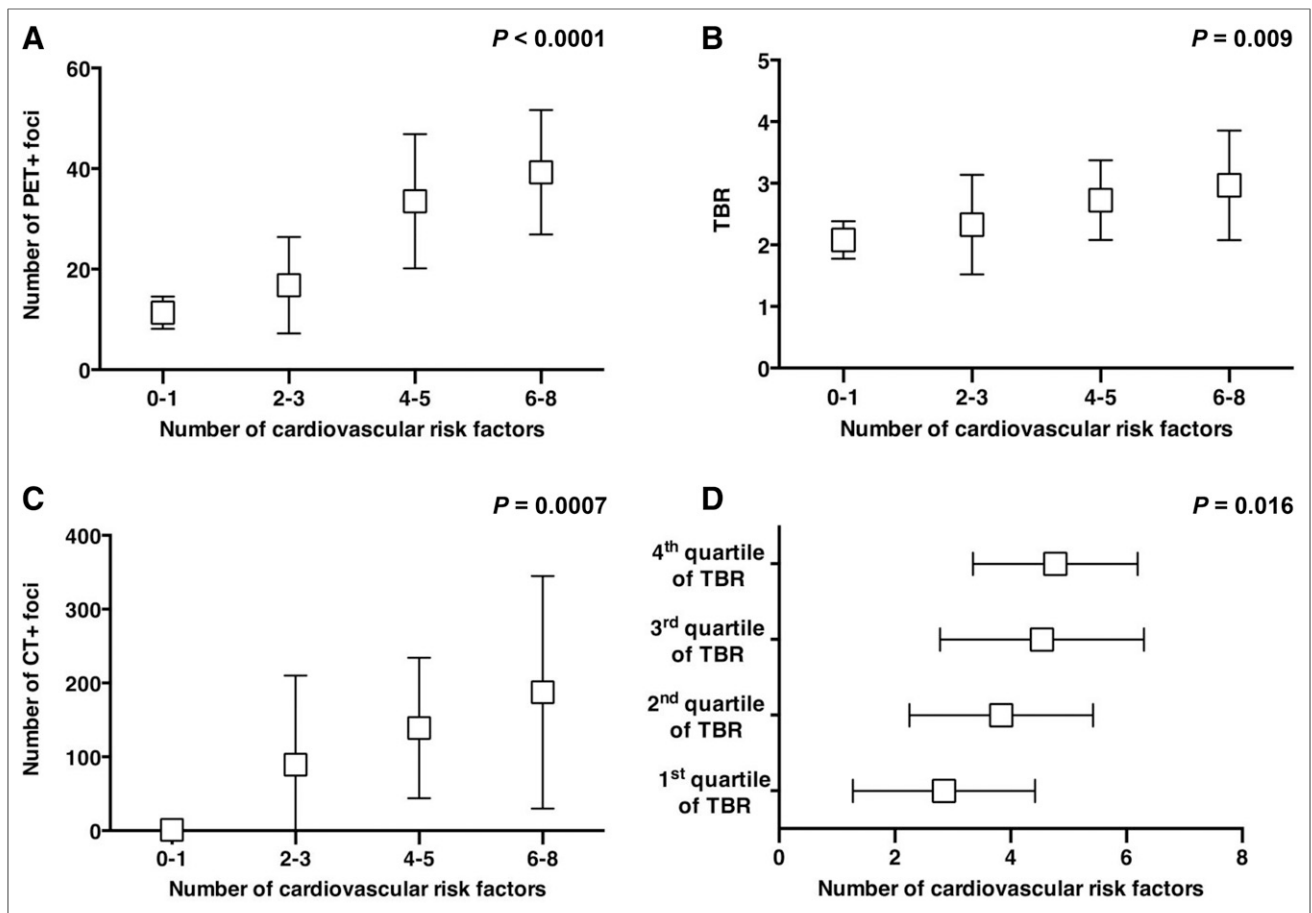 A
P < 0.0001
Number of PET+ foci
60
40
20
0
0-1 2-3 4-5 6-8
Number of cardiovascular risk factors
B
P = 0.009
TBR
5
4
3
2
1
0
0-1 2-3 4-5 6-8
Number of cardiovascular risk factors
C
P = 0.0007
Number of CT+ foci
400
300
200
100
0
0-1 2-3 4-5 6-8
Number of cardiovascular risk factors
D
P = 0.016
4th quartile
of TBR
3rd quartile
of TBR
2nd quartile
of TBR
1st quartile
of TBR
0 2 4 6 8
Number of cardiovascular risk factors